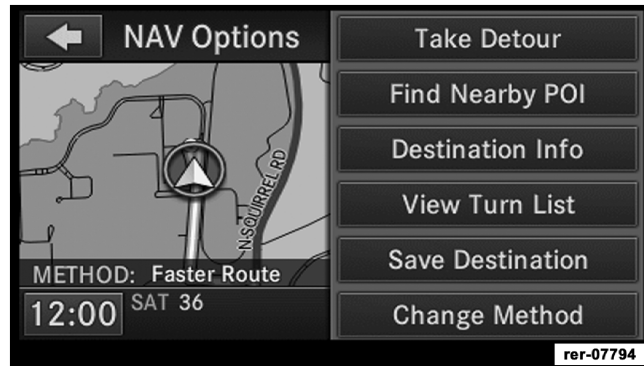 NAV Options
Take Detour
Find Nearby POI
Destination Info
View Turn List
Save Destination
Change Method
N SQUIRREL RD
METHOD: Faster Route
12:00
SAT 36
rer-07794